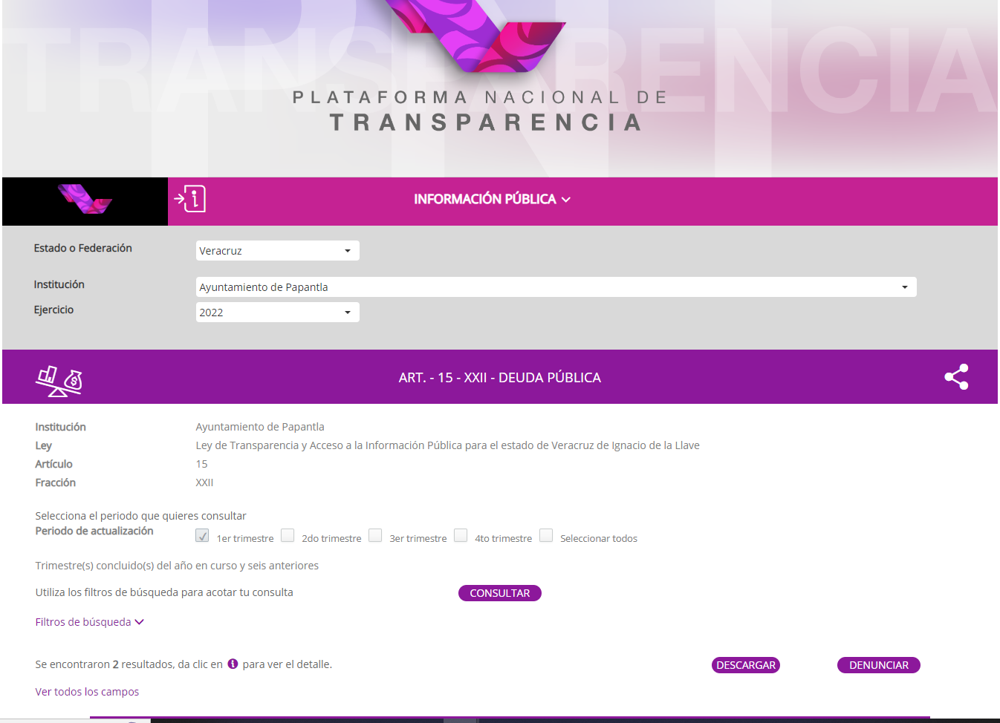 TRANSPARENCIA
PNT
PLATAFORMA NACIONAL DE
TRANSPARENCIA
INFORMACIÓN PÚBLICA
Estado o Federación Veracruz
Institución Ayuntamiento de Papantla
Ejercicio 2022
ART. - 15 - XXII - DEUDA PÚBLICA
Institución Ayuntamiento de Papantla
Ley Ley de Transparencia y Acceso a la Información Pública para el estado de Veracruz de Ignacio de la Llave
Artículo 15
Fracción XXII
Selecciona el periodo que quieres consultar
Periodo de actualización 1er trimestre 2do trimestre 3er trimestre 4to trimestre Seleccionar todos
Trimestre(s) concluido(s) del año en curso y seis anteriores
Utiliza los filtros de búsqueda para acotar tu consulta CONSULTAR
Filtros de búsqueda
Se encontraron 2 resultados, da clic en para ver el detalle. DESCARGAR DENUNCIAR
Ver todos los campos